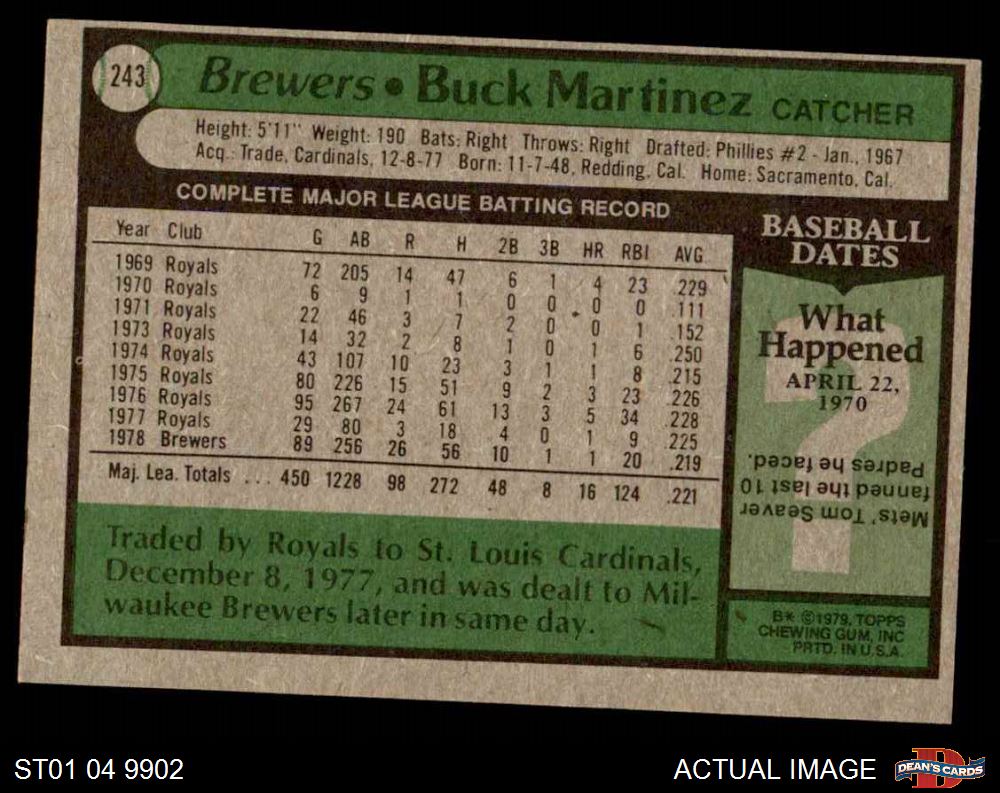 243
Brewers • Buck Martinez CATCHER
Height: 5'11" Weight: 190 Bats: Right Throws: Right Drafted: Phillies #2 - Jan., 1967
Acq.: Trade, Cardinals, 12-8-77 Born: 11-7-48, Redding, Cal. Home: Sacramento, Cal.
COMPLETE MAJOR LEAGUE BATTING RECORD
Year Club G AB R H 2B 3B HR RBI AVG
1969 Royals 72 205 14 47 6 1 4 23 .229
1970 Royals 6 9 1 1 0 0 0 0 .111
1971 Royals 22 46 3 7 2 0 0 1 .152
1973 Royals 14 32 2 8 1 0 1 6 .250
1974 Royals 43 107 10 23 3 1 1 8 .215
1975 Royals 80 226 15 51 9 2 3 23 .226
1976 Royals 95 267 24 61 13 3 5 34 .228
1977 Royals 29 80 3 18 4 0 1 9 .225
1978 Brewers 89 256 26 56 10 1 1 20 .219
Maj. Lea. Totals ... 450 1228 98 272 48 8 16 124 .221
Traded by Royals to St. Louis Cardinals,
December 8, 1977, and was dealt to Mil-
waukee Brewers later in same day.
BASEBALL
DATES
What
Happened
APRIL 22,
1970
Mets' Tom Seaver
fanned the last 10
Padres he faced.
B* ©1979, TOPPS
CHEWING GUM, INC
PRTD. IN U.S.A.
ST01 04 9902
ACTUAL IMAGE
DEAN'S CARDS